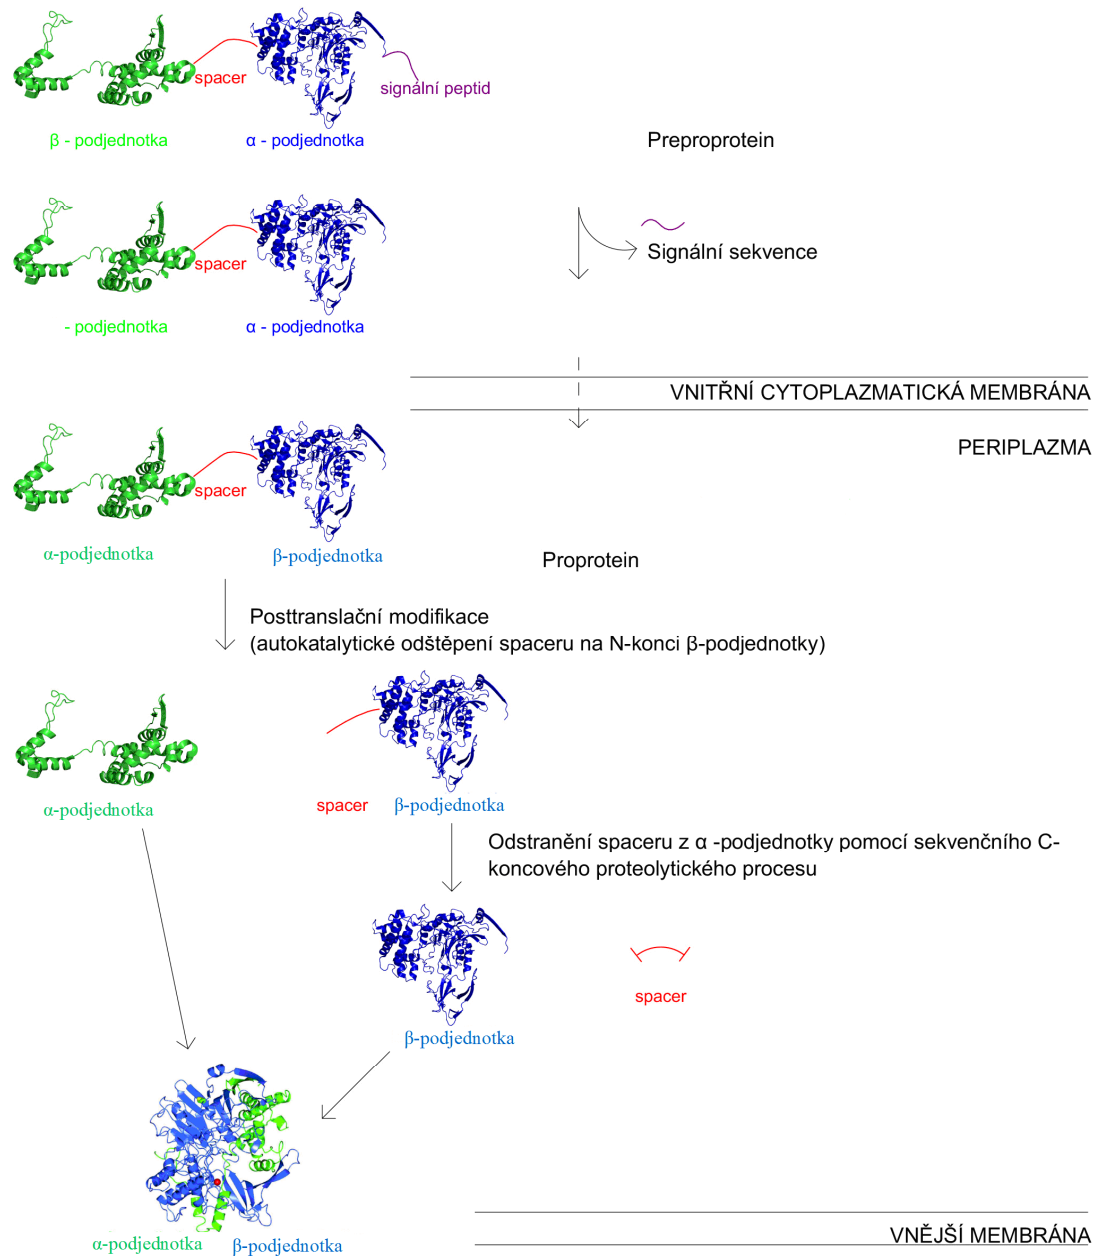 spacer
signální peptid
β - podjednotka
α - podjednotka
Preproprotein
spacer
Signální sekvence
- podjednotka
α - podjednotka
VNITŘNÍ CYTOPLAZMATICKÁ MEMBRÁNA
PERIPLAZMA
spacer
α-podjednotka
β-podjednotka
Proprotein
Posttranslační modifikace
(autokatalytické odštěpení spaceru na N-konci β-podjednotky)
α-podjednotka
spacer
β-podjednotka
Odstranění spaceru z α -podjednotky pomocí sekvenčního C-
koncového proteolytického procesu
spacer
β-podjednotka
α-podjednotka
β-podjednotka
VNĚJŠÍ MEMBRÁNA